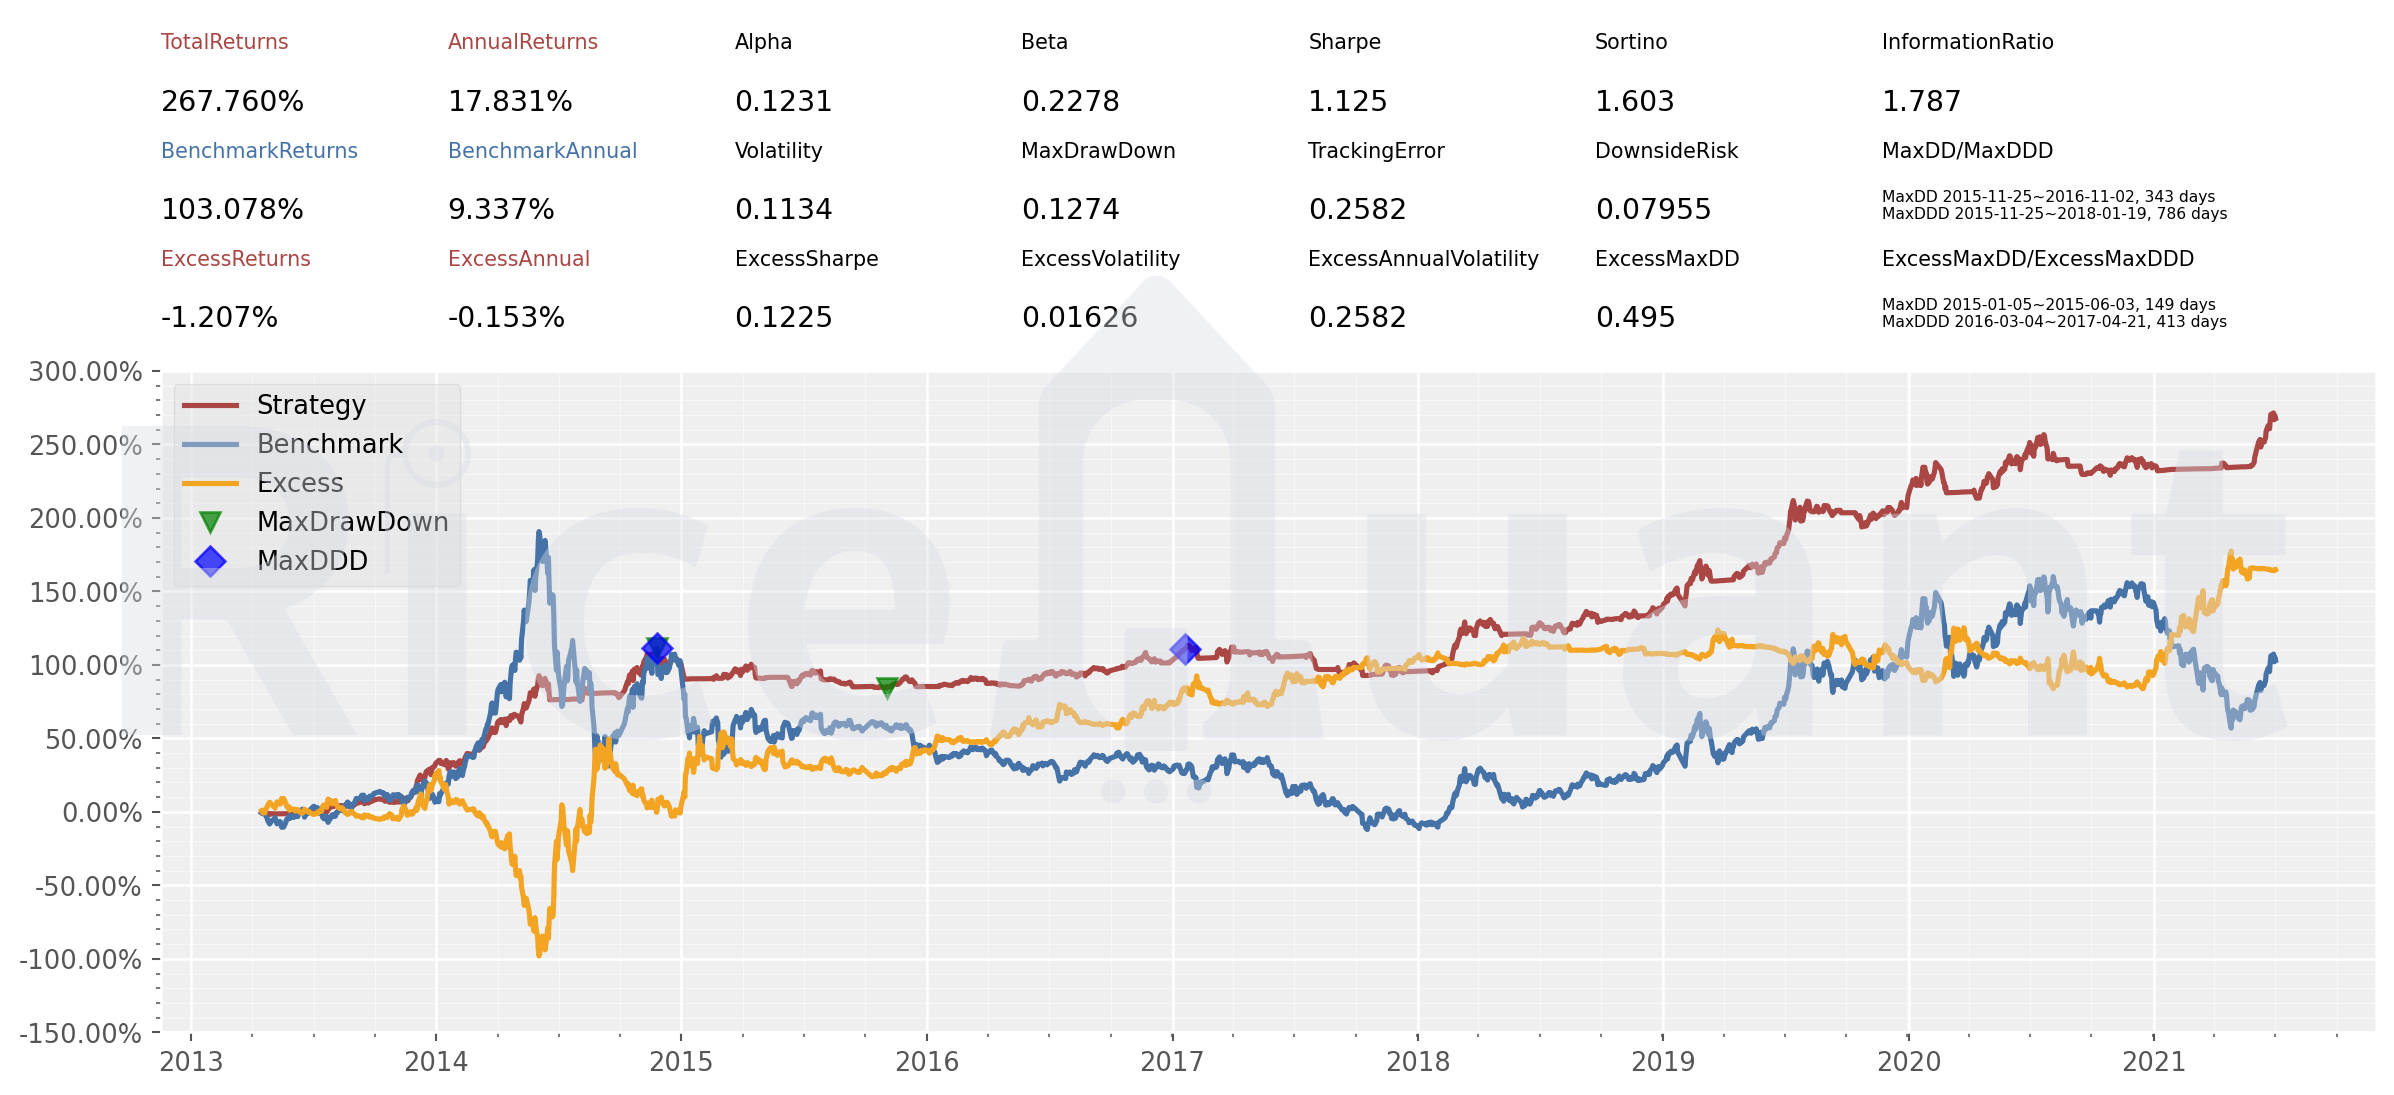 TotalReturns AnnualReturns Alpha Beta Sharpe Sortino InformationRatio
267.760% 17.831% 0.1231 0.2278 1.125 1.603 1.787
BenchmarkReturns BenchmarkAnnual Volatility MaxDrawDown TrackingError DownsideRisk MaxDD/MaxDDD
103.078% 9.337% 0.1134 0.1274 0.2582 0.07955 MaxDD 2015-11-25~2016-11-02, 343 days
MaxDDD 2015-11-25~2018-01-19, 786 days
ExcessReturns ExcessAnnual ExcessSharpe ExcessVolatility ExcessAnnualVolatility ExcessMaxDD ExcessMaxDD/ExcessMaxDDD
-1.207% -0.153% 0.1225 0.01626 0.2582 0.495 MaxDD 2015-01-05~2015-06-03, 149 days
MaxDDD 2016-03-04~2017-04-21, 413 days
300.00%
250.00%
200.00%
150.00%
100.00%
50.00%
0.00%
-50.00%
-100.00%
-150.00%
Strategy
Benchmark
Excess
MaxDrawDown
MaxDDD
RiceQuant
2013 2014 2015 2016 2017 2018 2019 2020 2021